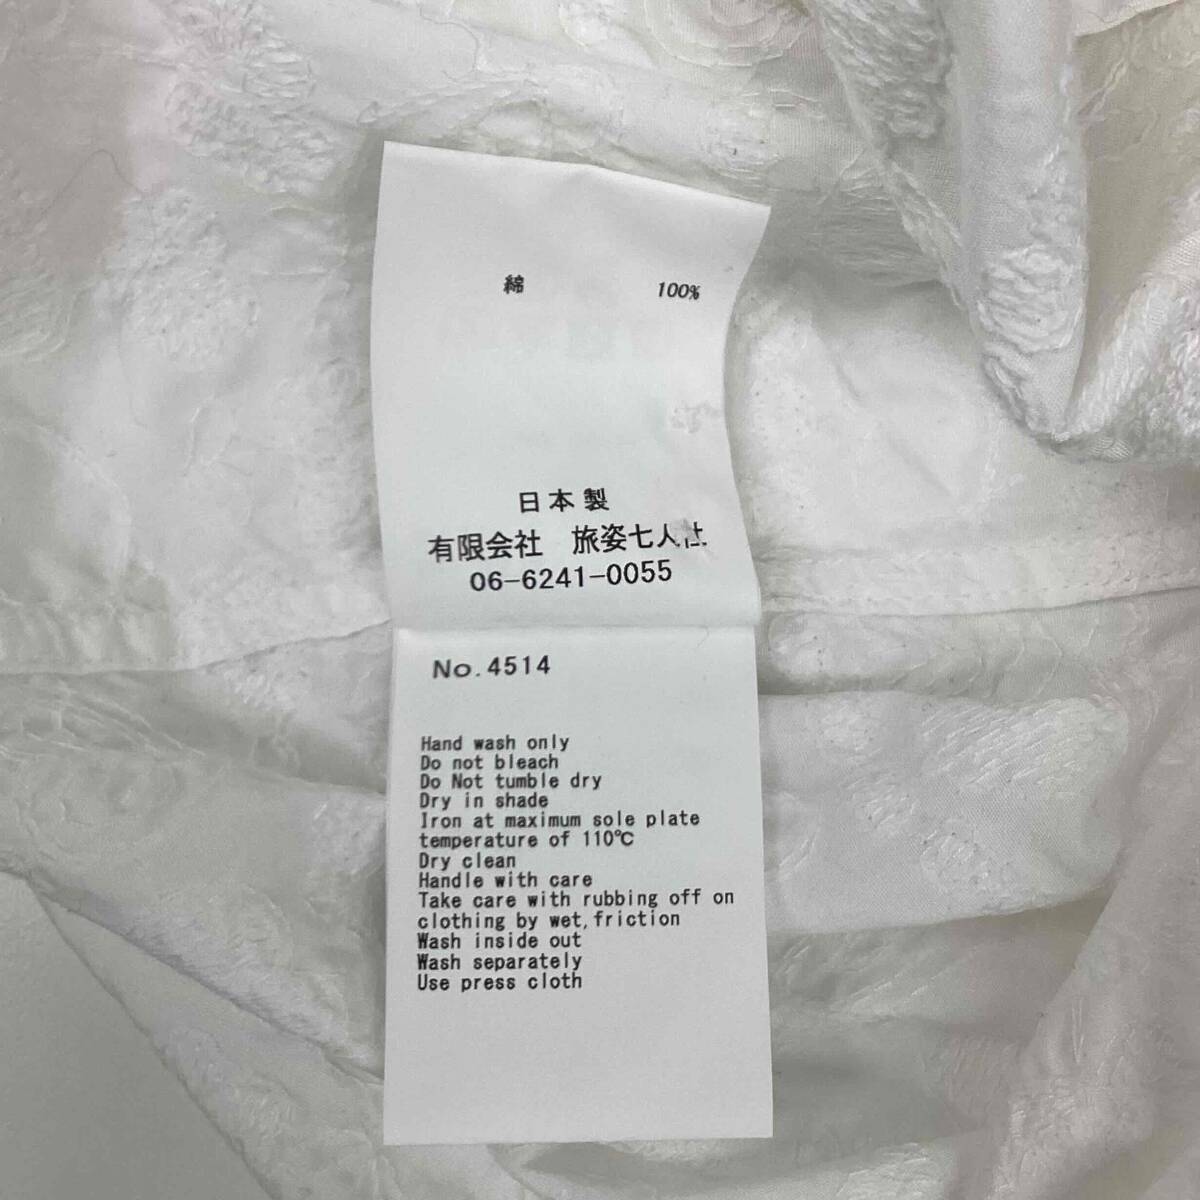 綿 100%
日本製
有限会社 旅姿七人社
06-6241-0055
No.4514
Hand wash only
Do not bleach
Do Not tumble dry
Dry in shade
Iron at maximum sole plate
temperature of 110℃
Dry clean
Handle with care
Take care with rubbing off on
clothing by wet,friction
Wash inside out
Wash separately
Use press cloth